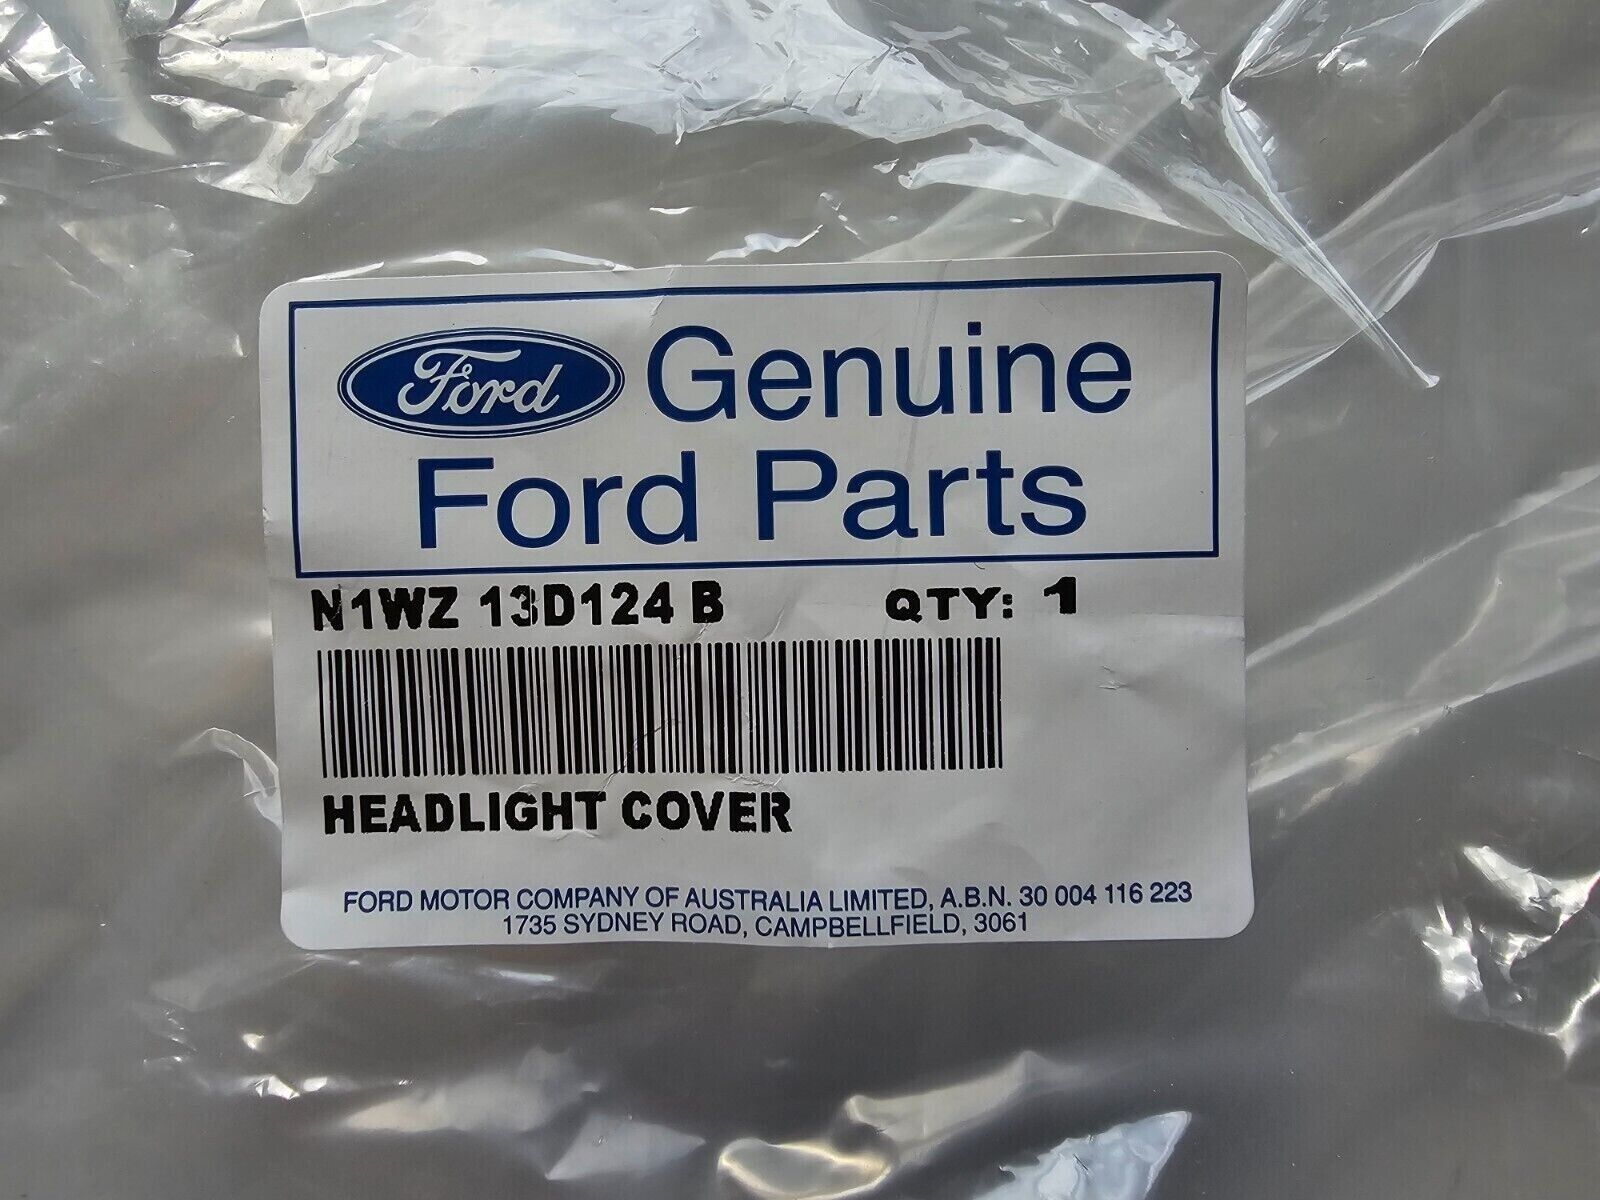 Ford Genuine
Ford Parts
N1WZ 13D124 B QTY: 1
HEADLIGHT COVER
FORD MOTOR COMPANY OF AUSTRALIA LIMITED, A.B.N. 30 004 116 223
1735 SYDNEY ROAD, CAMPBELLFIELD, 3061